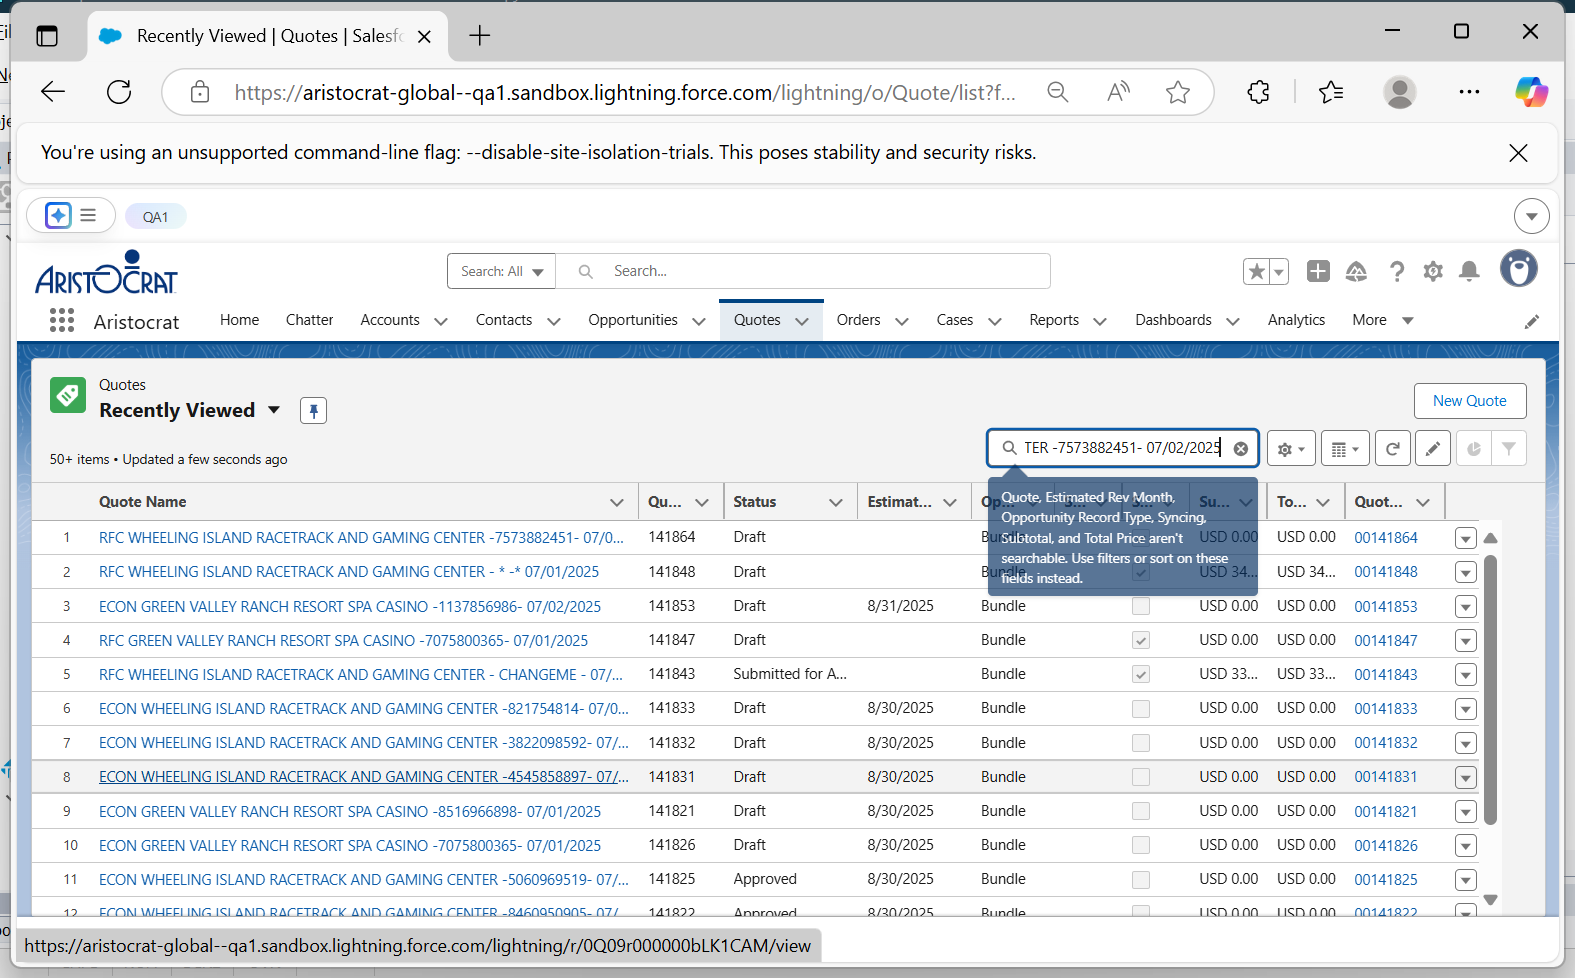 Recently Viewed | Quotes | Salesfo
https://aristocrat-global--qa1.sandbox.lightning.force.com/lightning/o/Quote/list?f...
You're using an unsupported command-line flag: --disable-site-isolation-trials. This poses stability and security risks.
QA1
ARISTOCRAT
Search: All
Search...
Aristocrat
Home Chatter Accounts Contacts Opportunities Quotes Orders Cases Reports Dashboards Analytics More
Quotes
Recently Viewed
New Quote
50+ items • Updated a few seconds ago
TER -7573882451- 07/02/2025
Quote, Estimated Rev Month,
Opportunity Record Type, Syncing,
Subtotal, and Total Price aren't
searchable. Use filters or sort on these
fields instead.
Quote Name Qu... Status Estimat... Op... S... S... Su... To... Quot...
1 RFC WHEELING ISLAND RACETRACK AND GAMING CENTER -7573882451- 07/0... 141864 Draft Bundle USD 0.00 USD 0.00 00141864
2 RFC WHEELING ISLAND RACETRACK AND GAMING CENTER - * -* 07/01/2025 141848 Draft Bundle USD 34... USD 34... 00141848
3 ECON GREEN VALLEY RANCH RESORT SPA CASINO -1137856986- 07/02/2025 141853 Draft 8/31/2025 Bundle USD 0.00 USD 0.00 00141853
4 RFC GREEN VALLEY RANCH RESORT SPA CASINO -7075800365- 07/01/2025 141847 Draft Bundle USD 0.00 USD 0.00 00141847
5 RFC WHEELING ISLAND RACETRACK AND GAMING CENTER - CHANGEME - 07/... 141843 Submitted for A... Bundle USD 33... USD 33... 00141843
6 ECON WHEELING ISLAND RACETRACK AND GAMING CENTER -821754814- 07/0... 141833 Draft 8/30/2025 Bundle USD 0.00 USD 0.00 00141833
7 ECON WHEELING ISLAND RACETRACK AND GAMING CENTER -3822098592- 07/... 141832 Draft 8/30/2025 Bundle USD 0.00 USD 0.00 00141832
8 ECON WHEELING ISLAND RACETRACK AND GAMING CENTER -4545858897- 07/... 141831 Draft 8/30/2025 Bundle USD 0.00 USD 0.00 00141831
9 ECON GREEN VALLEY RANCH RESORT SPA CASINO -8516966898- 07/01/2025 141821 Draft 8/30/2025 Bundle USD 0.00 USD 0.00 00141821
10 ECON GREEN VALLEY RANCH RESORT SPA CASINO -7075800365- 07/01/2025 141826 Draft 8/30/2025 Bundle USD 0.00 USD 0.00 00141826
11 ECON WHEELING ISLAND RACETRACK AND GAMING CENTER -5060969519- 07/... 141825 Approved 8/30/2025 Bundle USD 0.00 USD 0.00 00141825
12 ECON WHEELING ISLAND RACETRACK AND GAMING CENTER -8460950905- 07/ 141822 Approved 8/30/2025 Bundle USD 0.00 USD 0.00 00141822
https://aristocrat-global--qa1.sandbox.lightning.force.com/lightning/r/0Q09r000000bLK1CAM/view